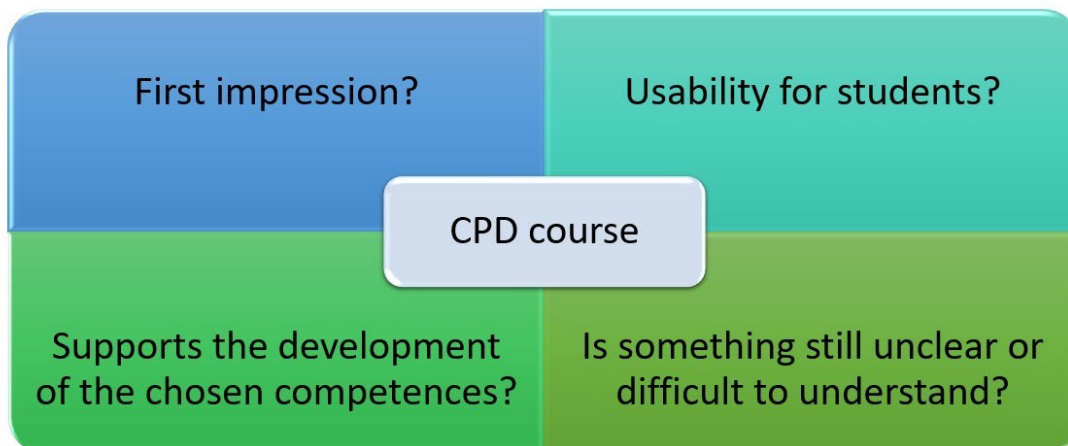 First impression?
Usability for students?
CPD course
Supports the development
of the chosen competences?
Is something still unclear or
difficult to understand?